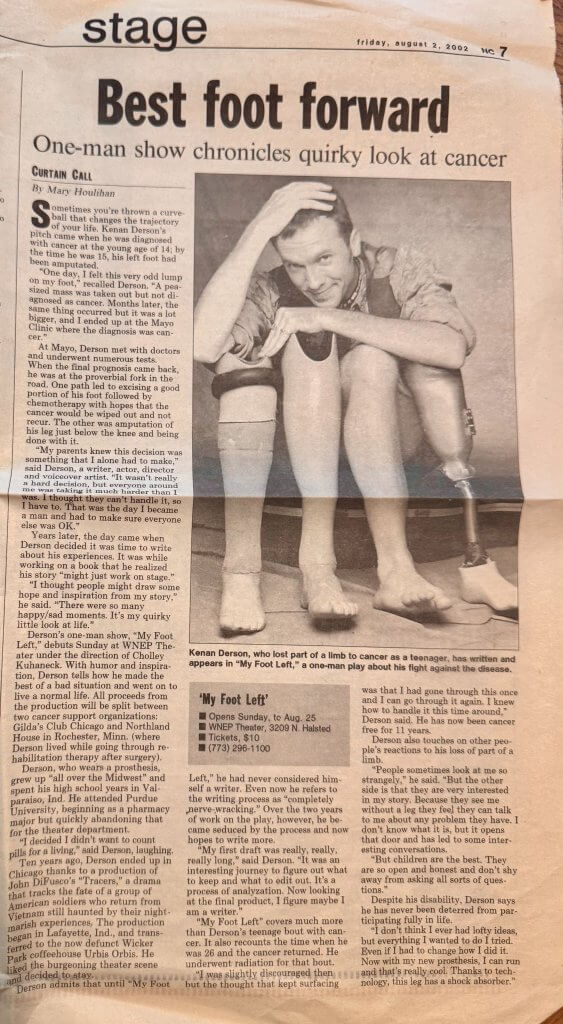 stage
friday, august 2, 2002 NC 7
Best foot forward
One-man show chronicles quirky look at cancer
CURTAIN CALL
By Mary Houlihan
Sometimes you're thrown a curve-
ball that changes the trajectory
of your life. Kenan Derson's
pitch came when he was diagnosed
with cancer at the young age of 14; by
the time he was 15, his left foot had
been amputated.
"One day, I felt this very odd lump
on my foot," recalled Derson. "A pea-
sized mass was taken out but not di-
agnosed as cancer. Months later, the
same thing occurred but it was a lot
bigger, and I ended up at the Mayo
Clinic where the diagnosis was can-
cer."
At Mayo, Derson met with doctors
and underwent numerous tests.
When the final prognosis came back,
he was at the proverbial fork in the
road. One path led to excising a good
portion of his foot followed by
chemotherapy with hopes that the
cancer would be wiped out and not
recur. The other was amputation of
his leg just below the knee and being
done with it.
"My parents knew this decision was
something that I alone had to make,"
said Derson, a writer, actor, director
and voiceover artist. "It wasn't really
a hard decision, but everyone around
me was taking it much harder than I
was. I thought they can't handle it, so
I have to. That was the day I became
a man and had to make sure everyone
else was OK."
Years later, the day came when
Derson decided it was time to write
about his experiences. It was while
working on a book that he realized
his story "might just work on stage."
"I thought people might draw some
hope and inspiration from my story,"
he said. "There were so many
happy/sad moments. It's my quirky
little look at life."
Derson's one-man show, "My Foot
Left," debuts Sunday at WNEP The-
ater under the direction of Cholley
Kuhaneck. With humor and inspira-
tion, Derson tells how he made the
best of a bad situation and went on to
live a normal life. All proceeds from
the production will be split between
two cancer support organizations:
Gilda's Club Chicago and Northland
House in Rochester, Minn. (where
Derson lived while going through re-
habilitation therapy after surgery).
Derson, who wears a prosthesis,
grew up "all over the Midwest" and
spent his high school years in Val-
paraiso, Ind. He attended Purdue
University, beginning as a pharmacy
major but quickly abandoning that
for the theater department.
"I decided I didn't want to count
pills for a living," said Derson, laughing.
Ten years ago, Derson ended up in
Chicago thanks to a production of
John DiFusco's "Tracers," a drama
that tracks the fate of a group of
American soldiers who return from
Vietnam still haunted by their night-
marish experiences. The production
began in Lafayette, Ind., and trans-
ferred to the now defunct Wicker
Park coffeehouse Urbis Orbis. He
liked the burgeoning theater scene
and decided to stay.
Derson admits that until "My Foot
Kenan Derson, who lost part of a limb to cancer as a teenager, has written and
appears in "My Foot Left," a one-man play about his fight against the disease.
'My Foot Left'
■ Opens Sunday, to Aug. 25
■ WNEP Theater, 3209 N. Halsted
■ Tickets, $10
■ (773) 296-1100
Left," he had never considered him-
self a writer. Even now he refers to
the writing process as "completely
nerve-wracking." Over the two years
of work on the play, however, he be-
came seduced by the process and now
hopes to write more.
"My first draft was really, really,
really long," said Derson. "It was an
interesting journey to figure out what
to keep and what to edit out. It's a
process of analyzation. Now looking
at the final product, I figure maybe I
am a writer."
"My Foot Left" covers much more
than Derson's teenage bout with can-
cer. It also recounts the time when he
was 26 and the cancer returned. He
underwent radiation for that bout.
"I was slightly discouraged then
but the thought that kept surfacing
was that I had gone through this once
and I can go through it again. I knew
how to handle it this time around,"
Derson said. He has now been cancer
free for 11 years.
Derson also touches on other peo-
ple's reactions to his loss of part of a
limb.
"People sometimes look at me so
strangely," he said. "But the other
side is that they are very interested
in my story. Because they see me
without a leg they feel they can talk
to me about any problem they have. I
don't know what it is, but it opens
that door and has led to some inter-
esting conversations.
"But children are the best. They
are so open and honest and don't shy
away from asking all sorts of ques-
tions."
Despite his disability, Derson says
he has never been deterred from par-
ticipating fully in life.
"I don't think I ever had lofty ideas,
but everything I wanted to do I tried.
Even if I had to change how I did it.
Now with my new prosthesis, I can run
and that's really cool. Thanks to tech-
nology, this leg has a shock absorber."